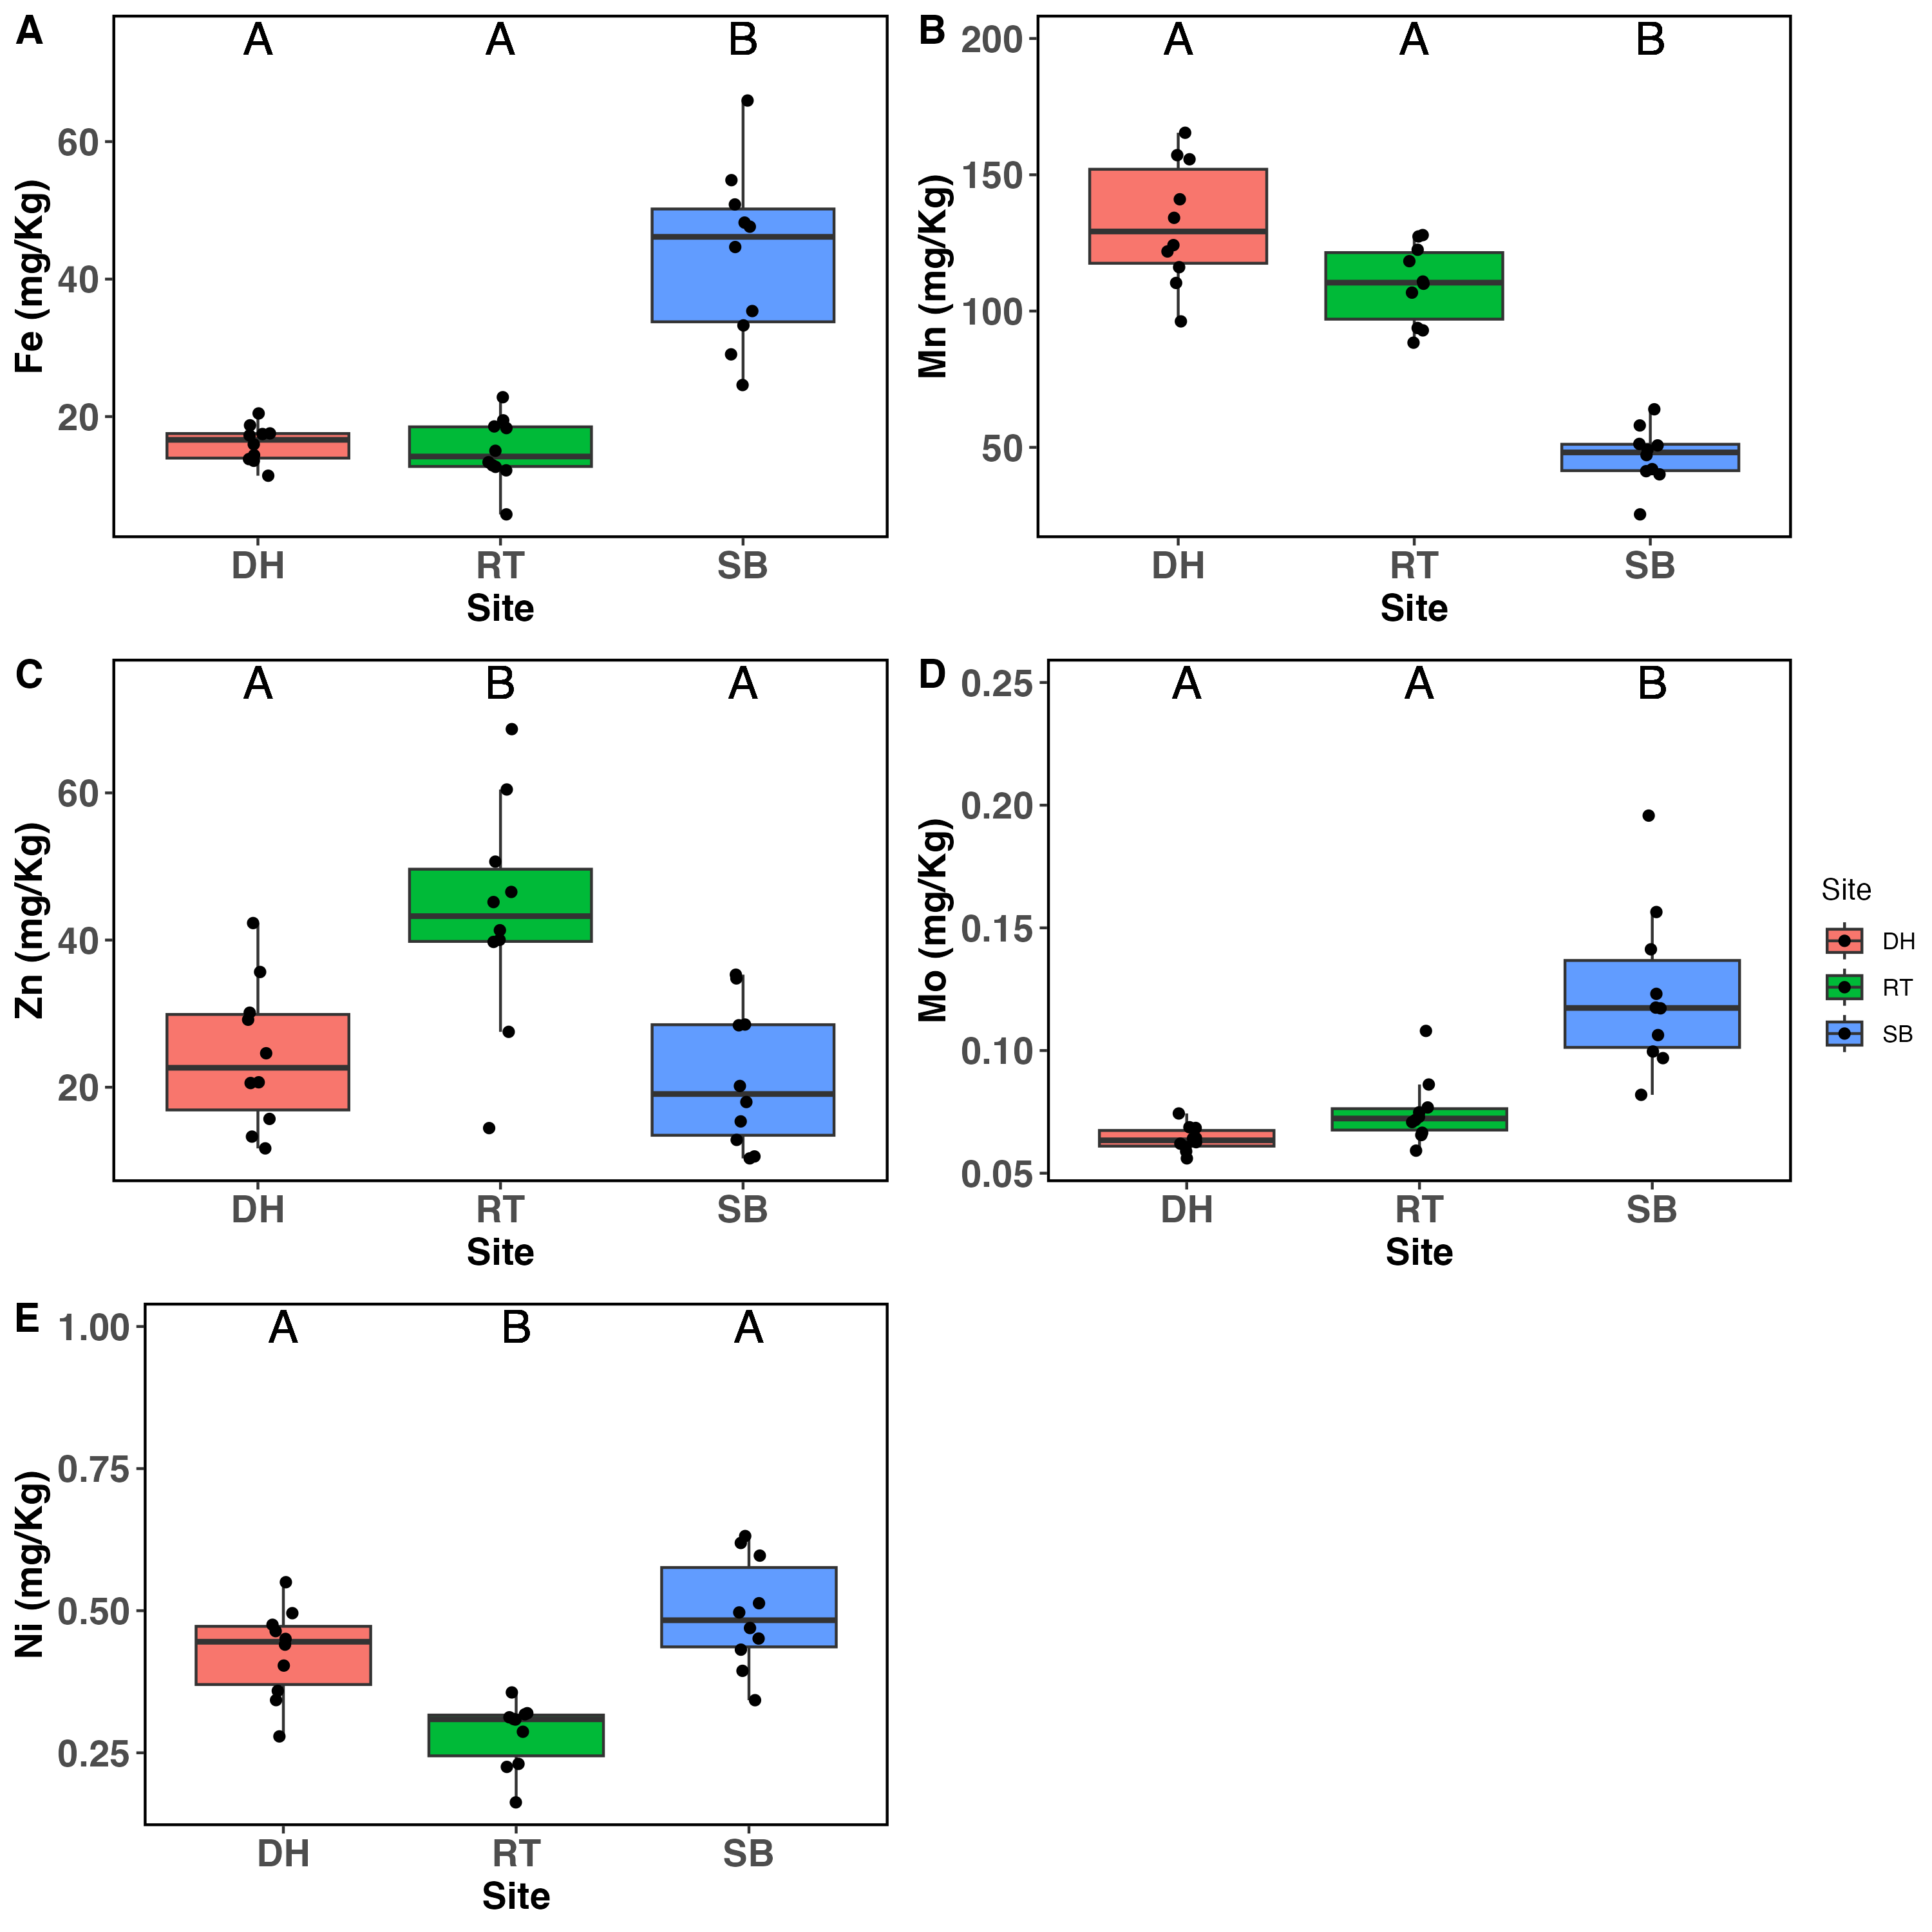 A
A A B
Fe (mg/Kg)
60
40
20
DH RT SB
Site
B
A A B
Mn (mg/Kg)
200
150
100
50
DH RT SB
Site
C
A B A
Zn (mg/Kg)
60
40
20
DH RT SB
Site
D
A A B
Mo (mg/Kg)
0.25
0.20
0.15
0.10
0.05
DH RT SB
Site
Site
DH
RT
SB
E
A B A
Ni (mg/Kg)
1.00
0.75
0.50
0.25
DH RT SB
Site